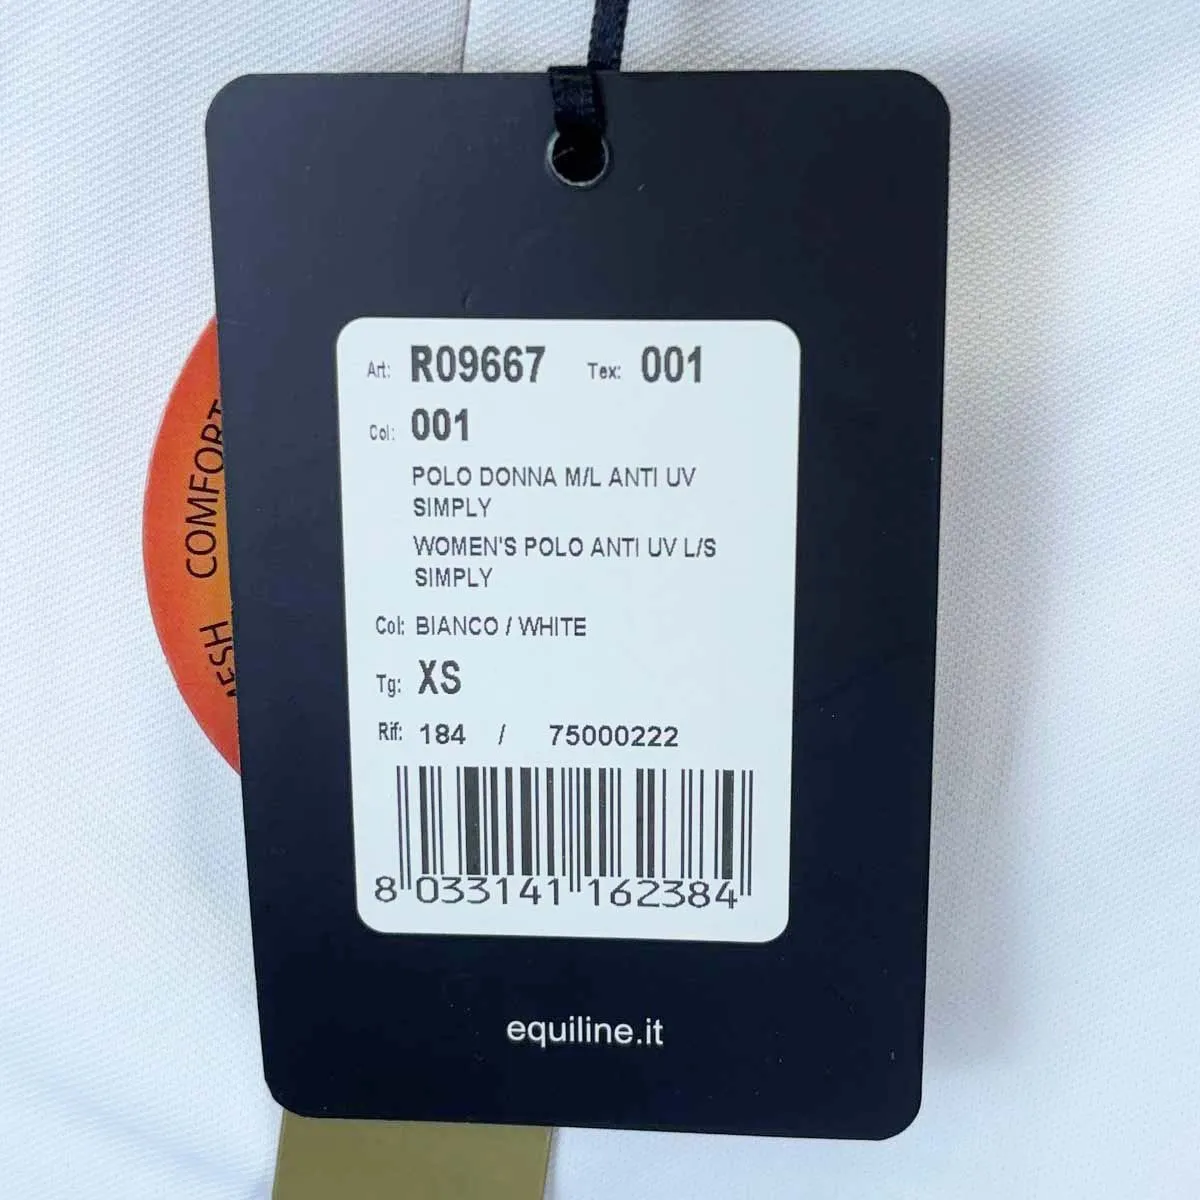 Art: R09667 Tex: 001
Col: 001
POLO DONNA M/L ANTI UV
SIMPLY
WOMEN'S POLO ANTI UV L/S
SIMPLY
Col: BIANCO / WHITE
Tg: XS
Rif: 184 / 75000222
8 033141 162384
equiline.it
COMFORT